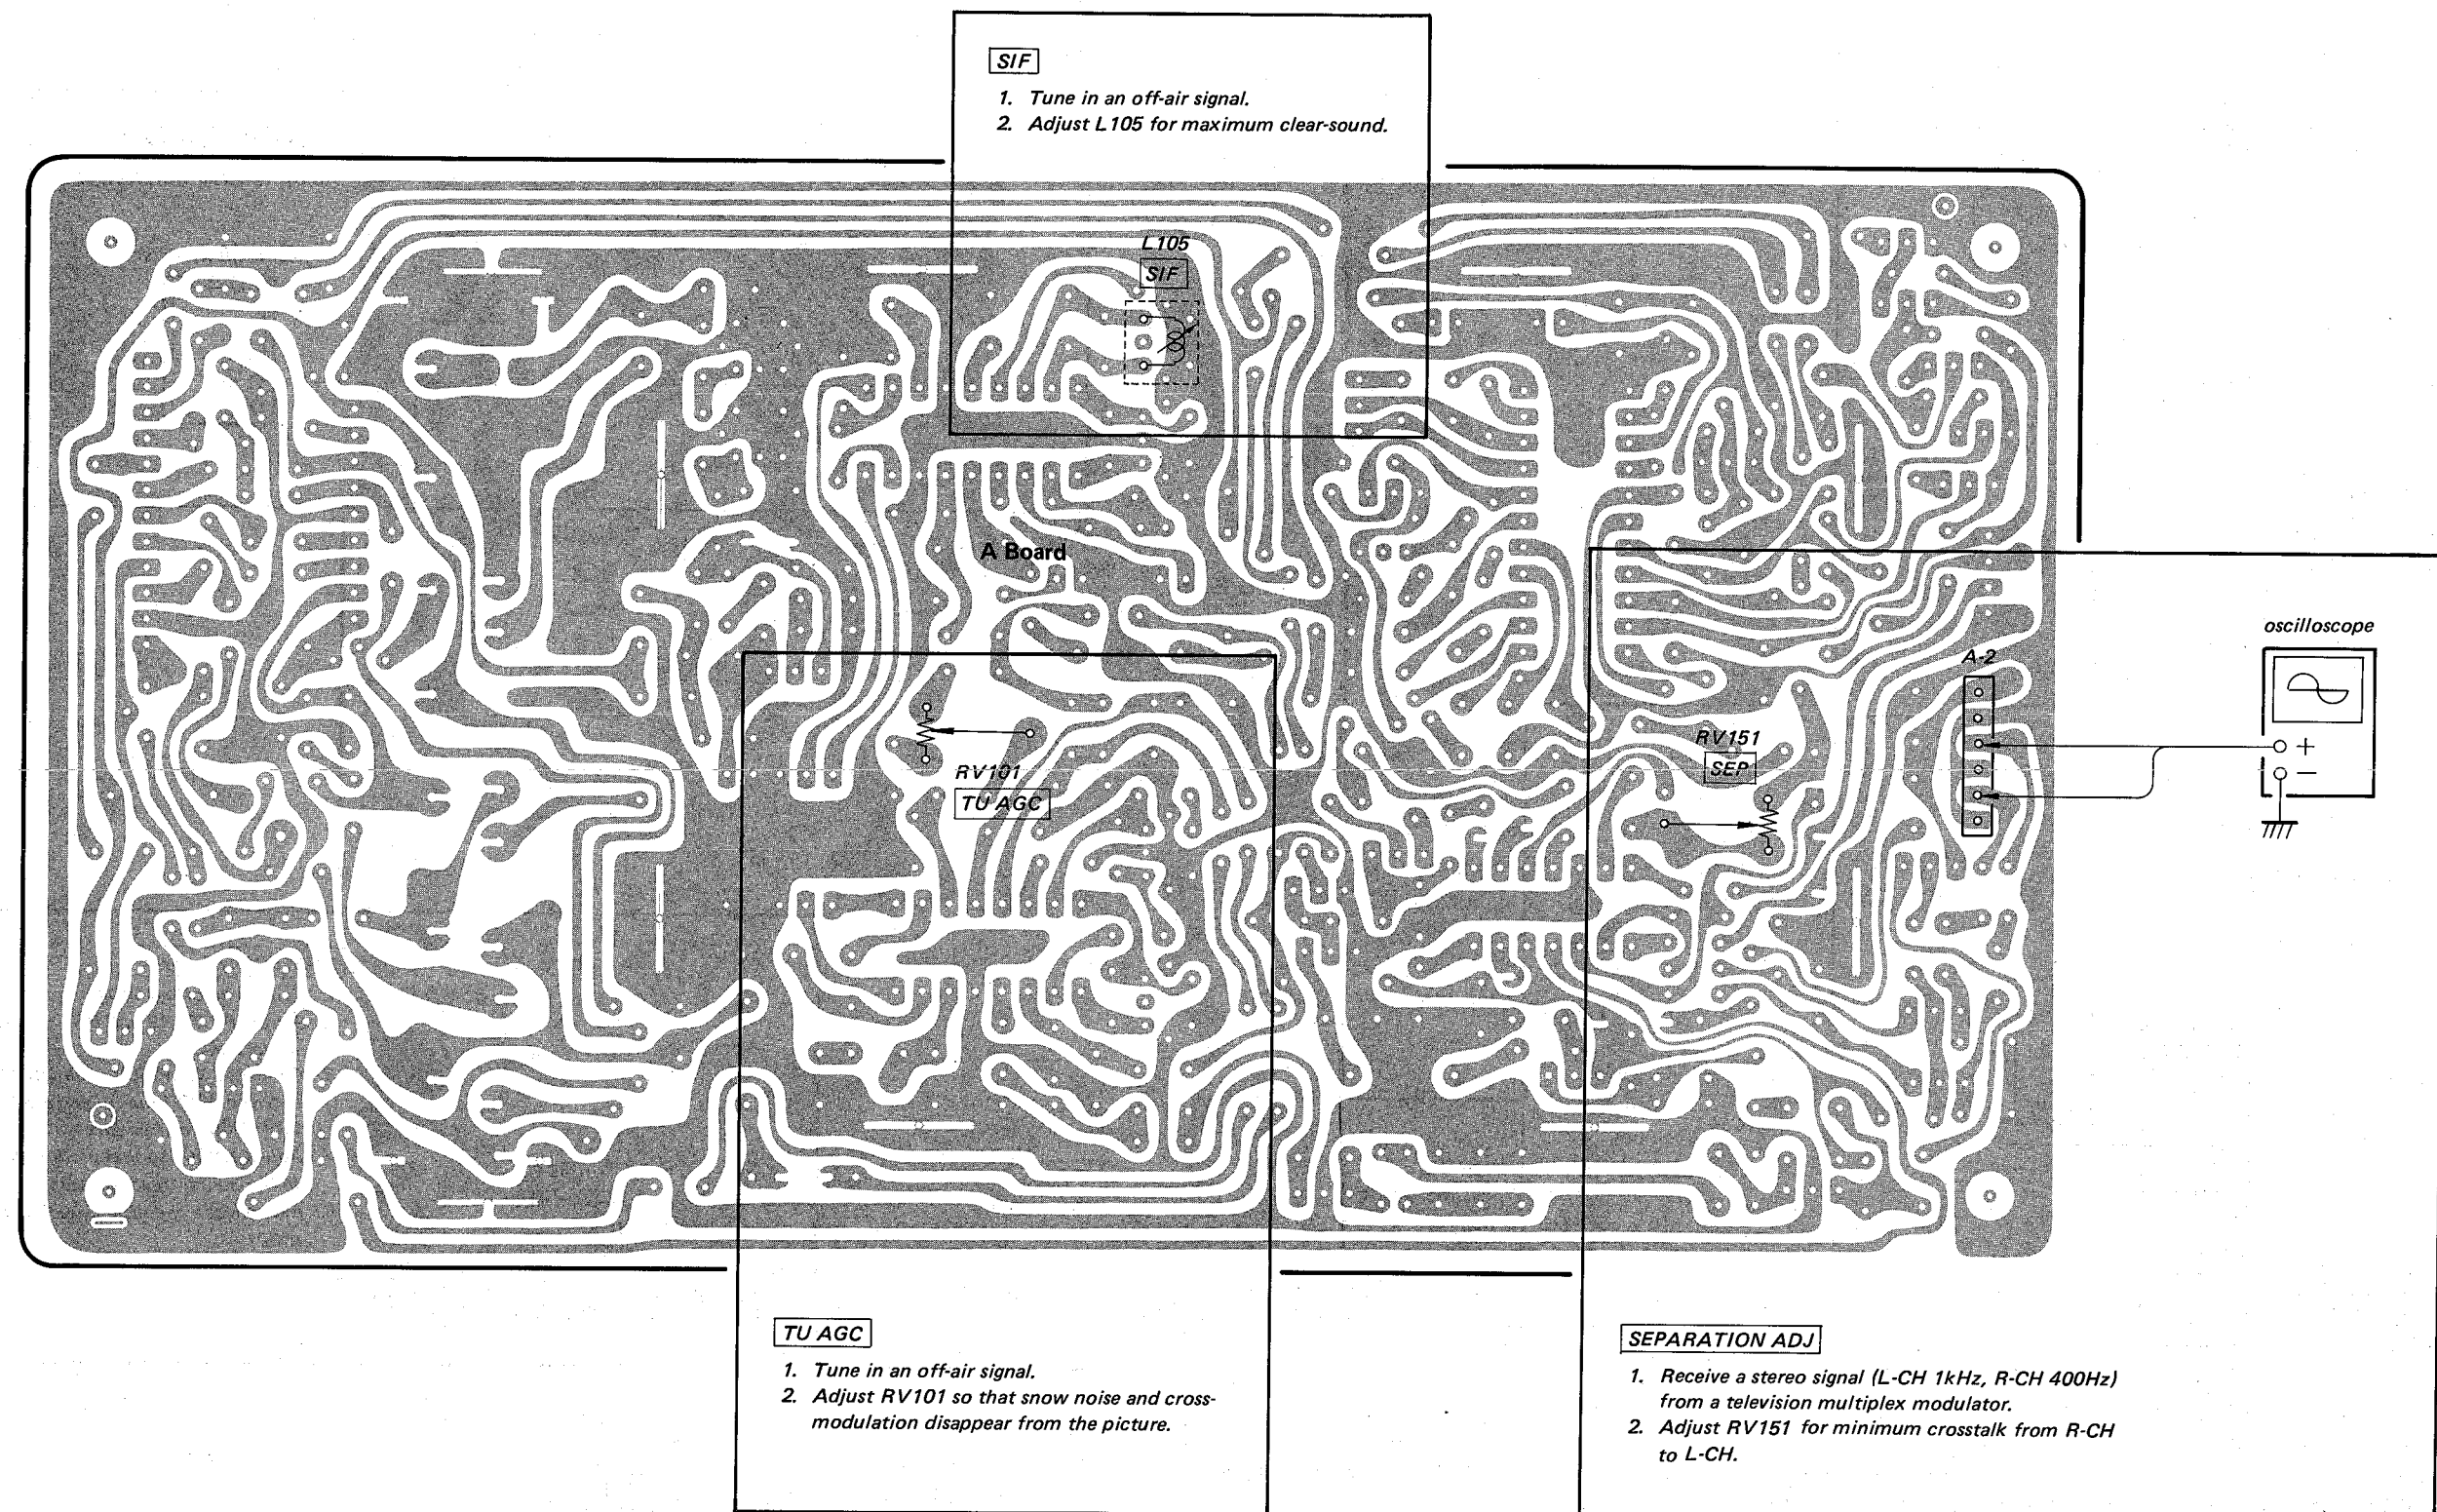 SIF
1. Tune in an off-air signal.
2. Adjust L105 for maximum clear-sound.
L105
SIF
A Board
oscilloscope
A-2
RV151
SEP
+
−
RV101
TU AGC
TU AGC
1. Tune in an off-air signal.
2. Adjust RV101 so that snow noise and cross-
modulation disappear from the picture.
SEPARATION ADJ
1. Receive a stereo signal (L-CH 1kHz, R-CH 400Hz)
from a television multiplex modulator.
2. Adjust RV151 for minimum crosstalk from R-CH
to L-CH.